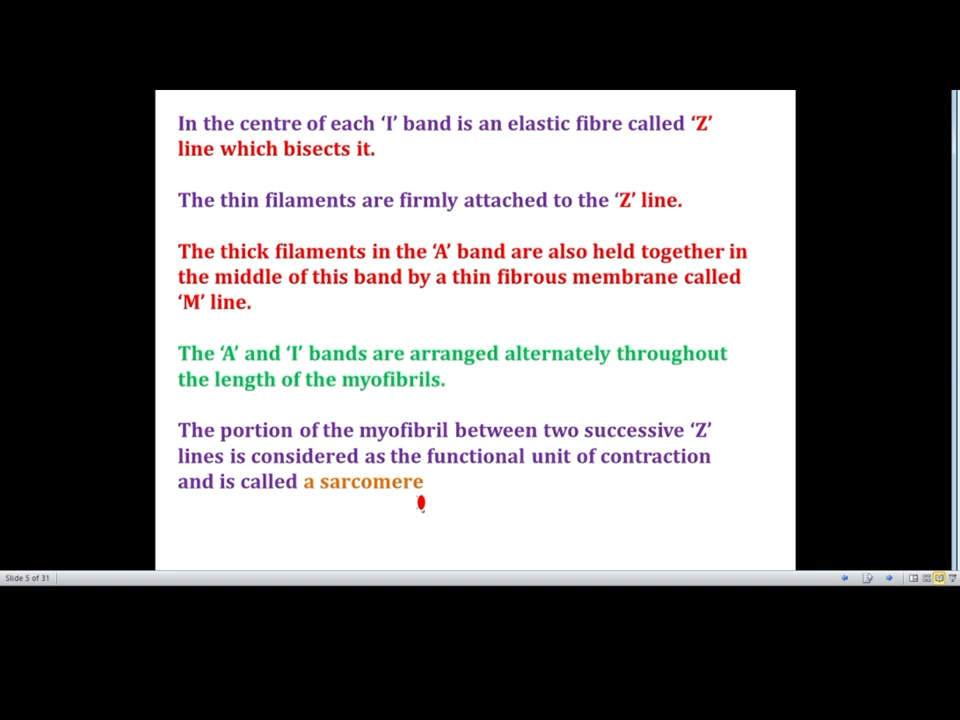 In the centre of each ‘I’ band is an elastic fibre called ‘Z’
line which bisects it.
The thin filaments are firmly attached to the ‘Z’ line.
The thick filaments in the ‘A’ band are also held together in
the middle of this band by a thin fibrous membrane called
‘M’ line.
The ‘A’ and ‘I’ bands are arranged alternately throughout
the length of the myofibrils.
The portion of the myofibril between two successive ‘Z’
lines is considered as the functional unit of contraction
and is called a sarcomere
Slide 5 of 31